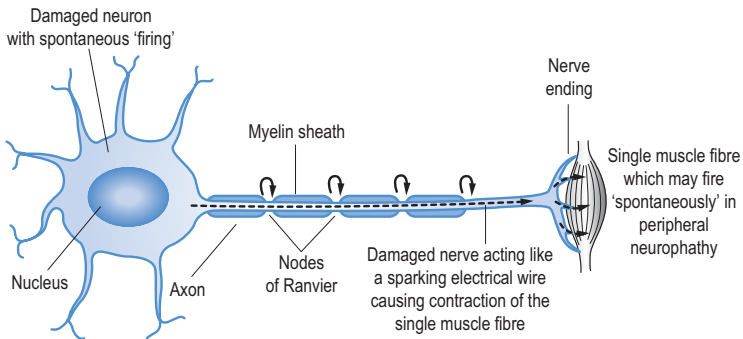 Damaged neuron
with spontaneous ‘firing’
Nerve
ending
Myelin sheath
Single muscle fibre
which may fire
‘spontaneously’ in
peripheral
neurophathy
Nucleus
Axon
Nodes
of Ranvier
Damaged nerve acting like
a sparking electrical wire
causing contraction of the
single muscle fibre